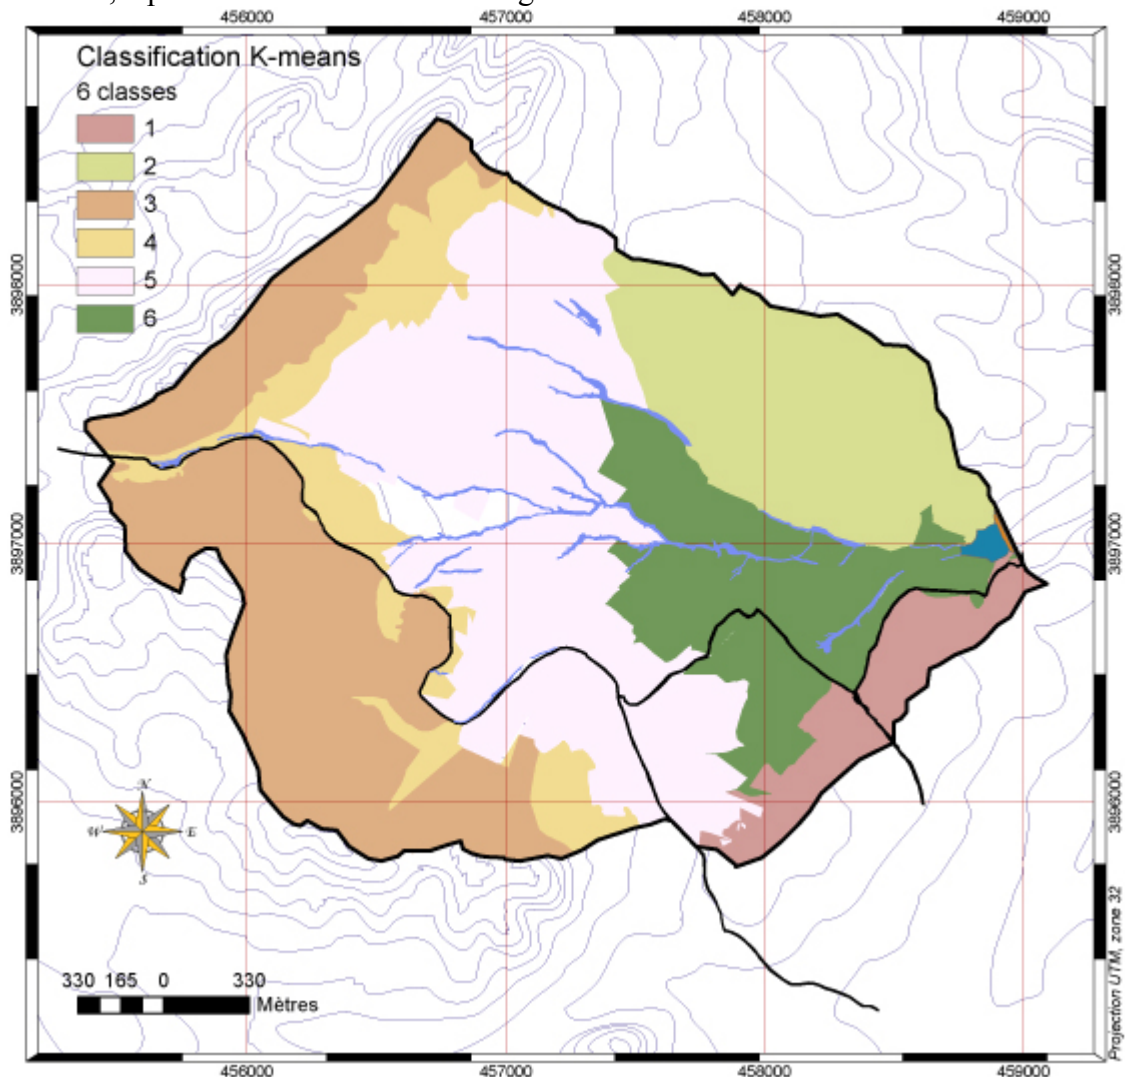 456000 457000 458000 459000
Classification K-means
6 classes
1
2
3
4
5
6
3898000 3898000
3897000 3897000
3896000 3896000
N
W E
S
330 165 0 330
Mètres
Projection UTM, zone 32
456000 457000 458000 459000